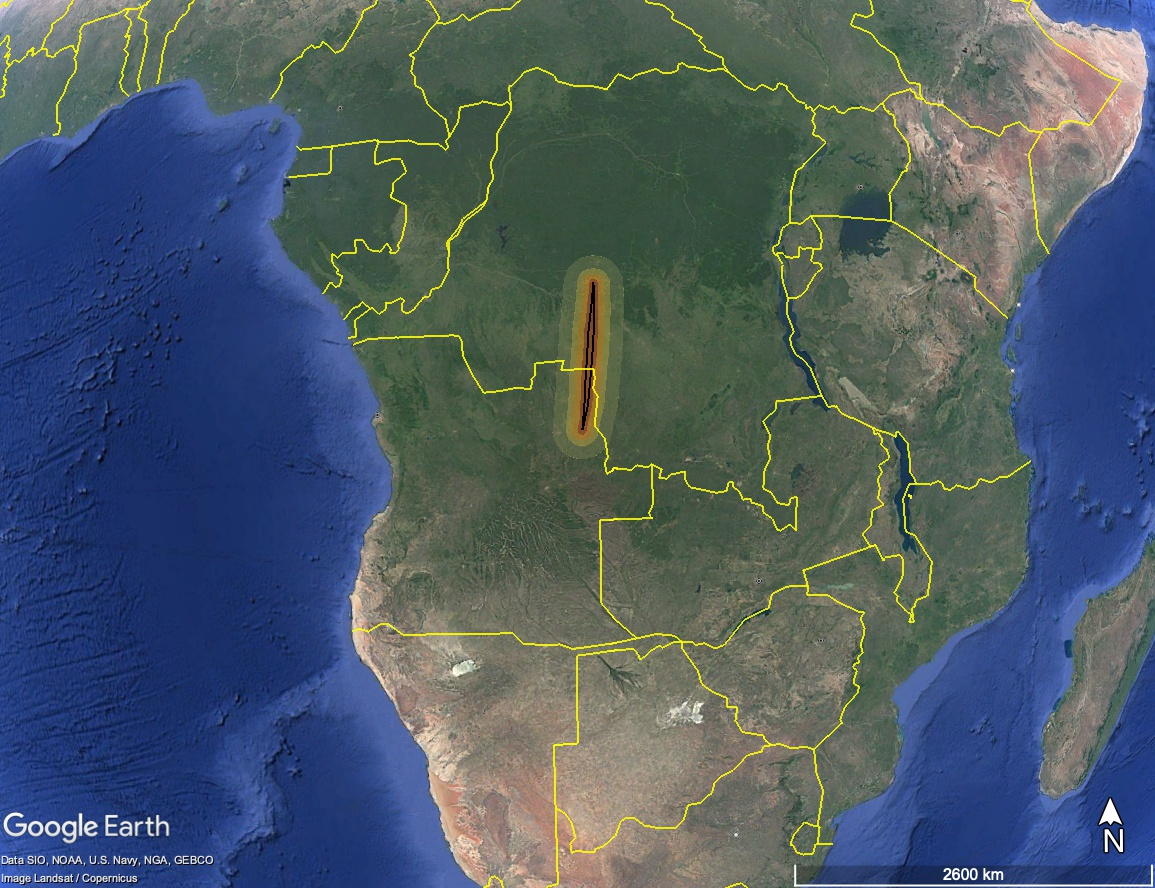 Google Earth
Data SIO, NOAA, U.S. Navy, NGA, GEBCO
Image Landsat / Copernicus
N
2600 km